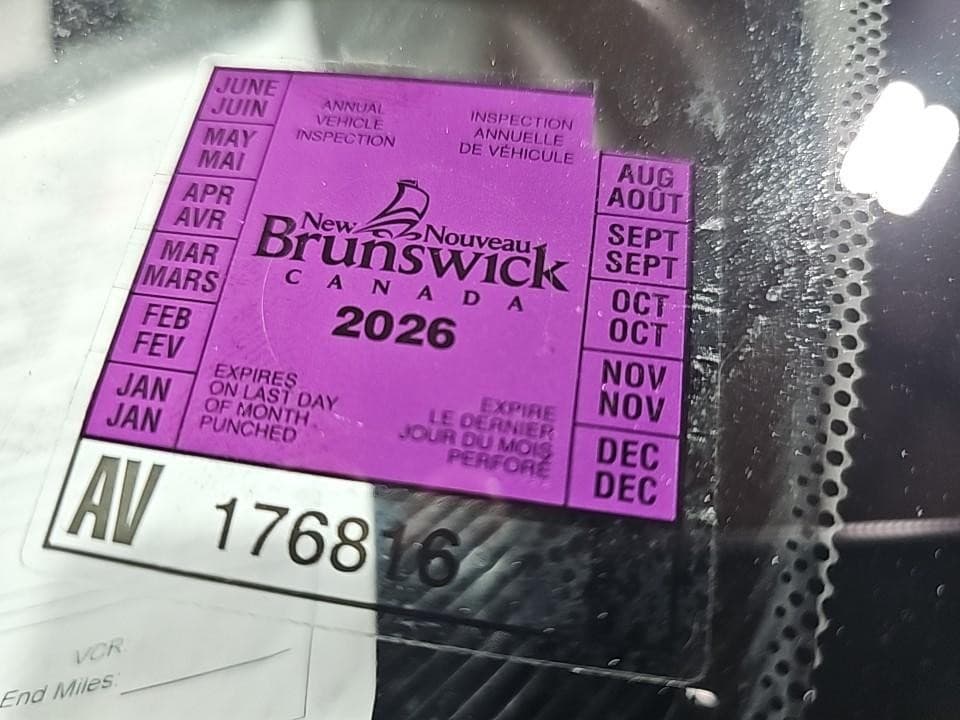 JUNE
JUIN
MAY
MAI
APR
AVR
MAR
MARS
FEB
FEV
JAN
JAN
ANNUAL
VEHICLE
INSPECTION
INSPECTION
ANNUELLE
DE VÉHICULE
New Nouveau
Brunswick
CANADA
2026
EXPIRES
ON LAST DAY
OF MONTH
PUNCHED
EXPIRE
LE DERNIER
JOUR DU MOIS
PERFORÉ
AUG
AOÛT
SEPT
SEPT
OCT
OCT
NOV
NOV
DEC
DEC
AV 176816
VCR:
End Miles: